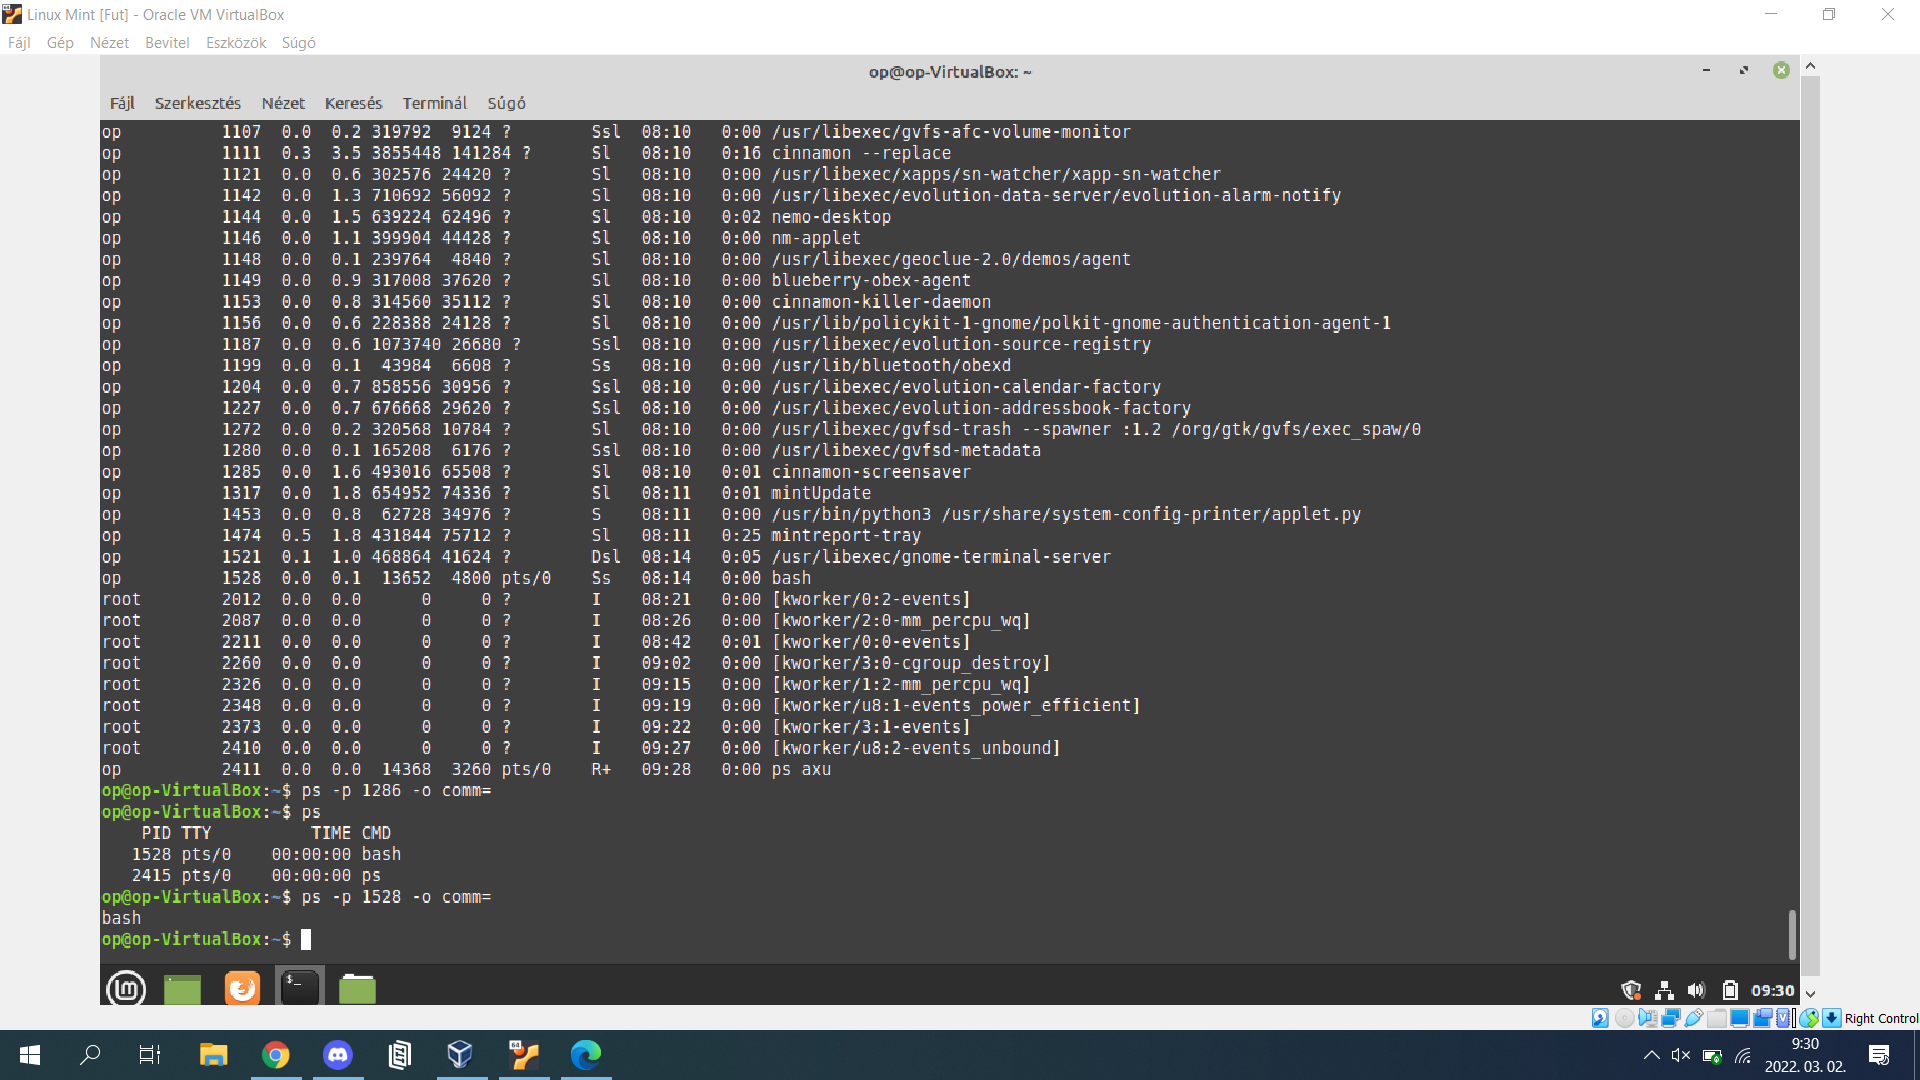 Linux Mint [Fut] - Oracle VM VirtualBox
Fájl Gép Nézet Bevitel Eszközök Súgó
op@op-VirtualBox: ~
Fájl Szerkesztés Nézet Keresés Terminál Súgó
op 1107 0.0 0.2 319792 9124 ? Ssl 08:10 0:00 /usr/libexec/gvfs-afc-volume-monitor
op 1111 0.3 3.5 3855448 141284 ? Sl 08:10 0:16 cinnamon --replace
op 1121 0.0 0.6 302576 24420 ? Sl 08:10 0:00 /usr/libexec/xapps/sn-watcher/xapp-sn-watcher
op 1142 0.0 1.3 710692 56092 ? Sl 08:10 0:00 /usr/libexec/evolution-data-server/evolution-alarm-notify
op 1144 0.0 1.5 639224 62496 ? Sl 08:10 0:02 nemo-desktop
op 1146 0.0 1.1 399904 44428 ? Sl 08:10 0:00 nm-applet
op 1148 0.0 0.1 239764 4840 ? Sl 08:10 0:00 /usr/libexec/geoclue-2.0/demos/agent
op 1149 0.0 0.9 317008 37620 ? Sl 08:10 0:00 blueberry-obex-agent
op 1153 0.0 0.8 314560 35112 ? Sl 08:10 0:00 cinnamon-killer-daemon
op 1156 0.0 0.6 228388 24128 ? Sl 08:10 0:00 /usr/lib/policykit-1-gnome/polkit-gnome-authentication-agent-1
op 1187 0.0 0.6 1073740 26680 ? Ssl 08:10 0:00 /usr/libexec/evolution-source-registry
op 1199 0.0 0.1 43984 6608 ? Ss 08:10 0:00 /usr/lib/bluetooth/obexd
op 1204 0.0 0.7 858556 30956 ? Ssl 08:10 0:00 /usr/libexec/evolution-calendar-factory
op 1227 0.0 0.7 676668 29620 ? Ssl 08:10 0:00 /usr/libexec/evolution-addressbook-factory
op 1272 0.0 0.2 320568 10784 ? Sl 08:10 0:00 /usr/libexec/gvfsd-trash --spawner :1.2 /org/gtk/gvfs/exec_spaw/0
op 1280 0.0 0.1 165208 6176 ? Ssl 08:10 0:00 /usr/libexec/gvfsd-metadata
op 1285 0.0 1.6 493016 65508 ? Sl 08:10 0:01 cinnamon-screensaver
op 1317 0.0 1.8 654952 74336 ? Sl 08:11 0:01 mintUpdate
op 1453 0.0 0.8 62728 34976 ? S 08:11 0:00 /usr/bin/python3 /usr/share/system-config-printer/applet.py
op 1474 0.5 1.8 431844 75712 ? Sl 08:11 0:25 mintreport-tray
op 1521 0.1 1.0 468864 41624 ? Dsl 08:14 0:05 /usr/libexec/gnome-terminal-server
op 1528 0.0 0.1 13652 4800 pts/0 Ss 08:14 0:00 bash
root 2012 0.0 0.0 0 0 ? I 08:21 0:00 [kworker/0:2-events]
root 2087 0.0 0.0 0 0 ? I 08:26 0:00 [kworker/2:0-mm_percpu_wq]
root 2211 0.0 0.0 0 0 ? I 08:42 0:01 [kworker/0:0-events]
root 2260 0.0 0.0 0 0 ? I 09:02 0:00 [kworker/3:0-cgroup_destroy]
root 2326 0.0 0.0 0 0 ? I 09:15 0:00 [kworker/1:2-mm_percpu_wq]
root 2348 0.0 0.0 0 0 ? I 09:19 0:00 [kworker/u8:1-events_power_efficient]
root 2373 0.0 0.0 0 0 ? I 09:22 0:00 [kworker/3:1-events]
root 2410 0.0 0.0 0 0 ? I 09:27 0:00 [kworker/u8:2-events_unbound]
op 2411 0.0 0.0 14368 3260 pts/0 R+ 09:28 0:00 ps axu
op@op-VirtualBox:~$ ps -p 1286 -o comm=
op@op-VirtualBox:~$ ps
PID TTY TIME CMD
1528 pts/0 00:00:00 bash
2415 pts/0 00:00:00 ps
op@op-VirtualBox:~$ ps -p 1528 -o comm=
bash
op@op-VirtualBox:~$
09:30
Right Control
9:30
2022. 03. 02.